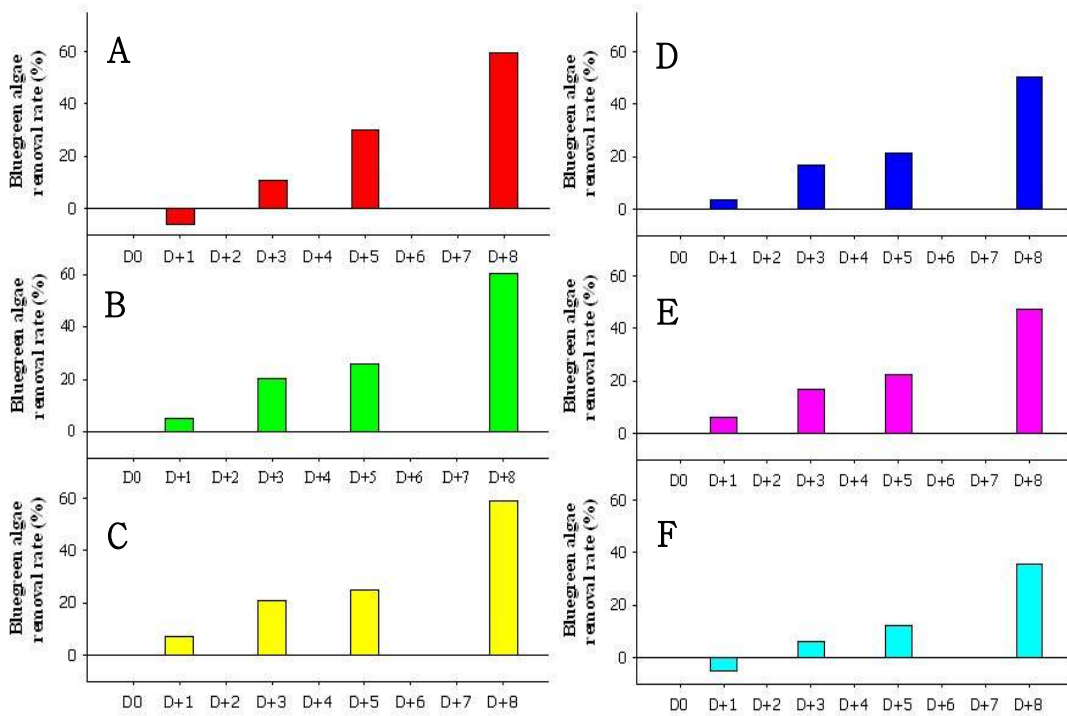 A
Bluegreen algae
removal rate (%)
60
40
20
0
D0 D+1 D+2 D+3 D+4 D+5 D+6 D+7 D+8
B
Bluegreen algae
removal rate (%)
60
40
20
0
D0 D+1 D+2 D+3 D+4 D+5 D+6 D+7 D+8
C
Bluegreen algae
removal rate (%)
60
40
20
0
D0 D+1 D+2 D+3 D+4 D+5 D+6 D+7 D+8
D
Bluegreen algae
removal rate (%)
60
40
20
0
D0 D+1 D+2 D+3 D+4 D+5 D+6 D+7 D+8
E
Bluegreen algae
removal rate (%)
60
40
20
0
D0 D+1 D+2 D+3 D+4 D+5 D+6 D+7 D+8
F
Bluegreen algae
removal rate (%)
60
40
20
0
D0 D+1 D+2 D+3 D+4 D+5 D+6 D+7 D+8